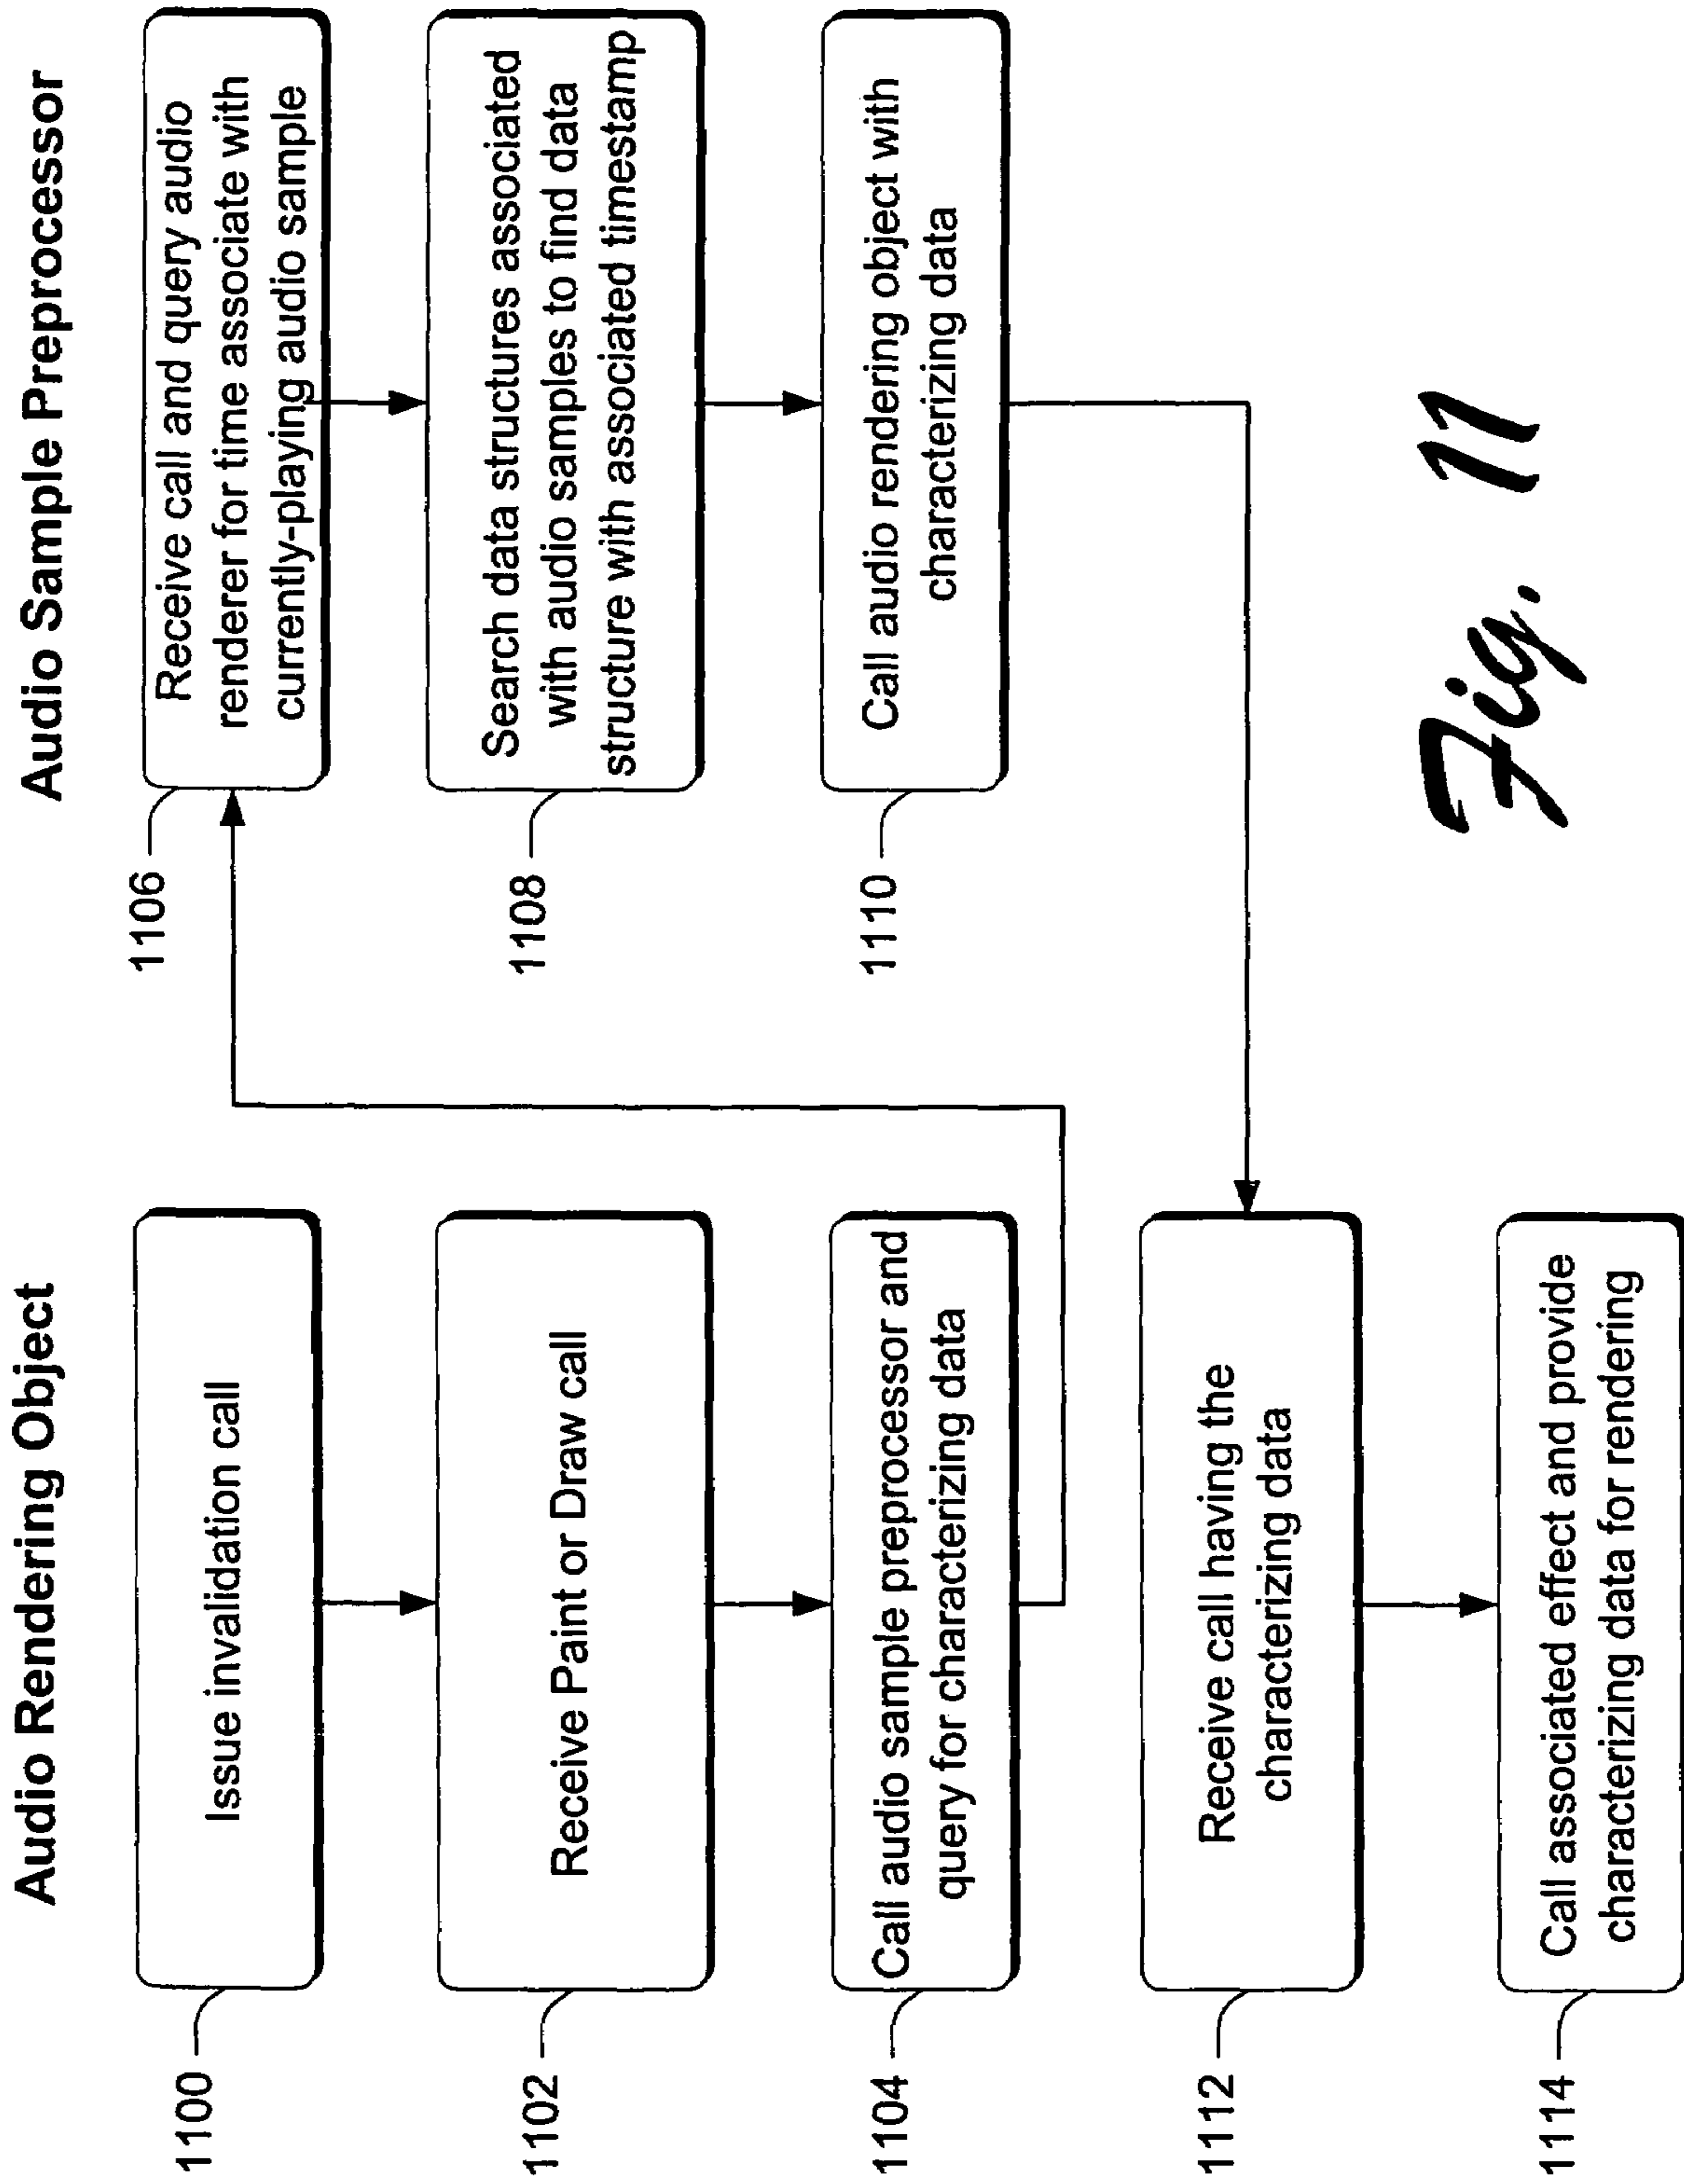 Audio Rendering Object
1100
Issue invalidation call
1102
Receive Paint or Draw call
1104
Call audio sample preprocessor and
query for characterizing data
1112
Receive call having the
characterizing data
1114
Call associated effect and provide
characterizing data for rendering
Audio Sample Preprocessor
1106
Receive call and query audio
renderer for time associate with
currently-playing audio sample
1108
Search data structures associated
with audio samples to find data
structure with associated timestamp
1110
Call audio rendering object with
characterizing data
Fig. 11